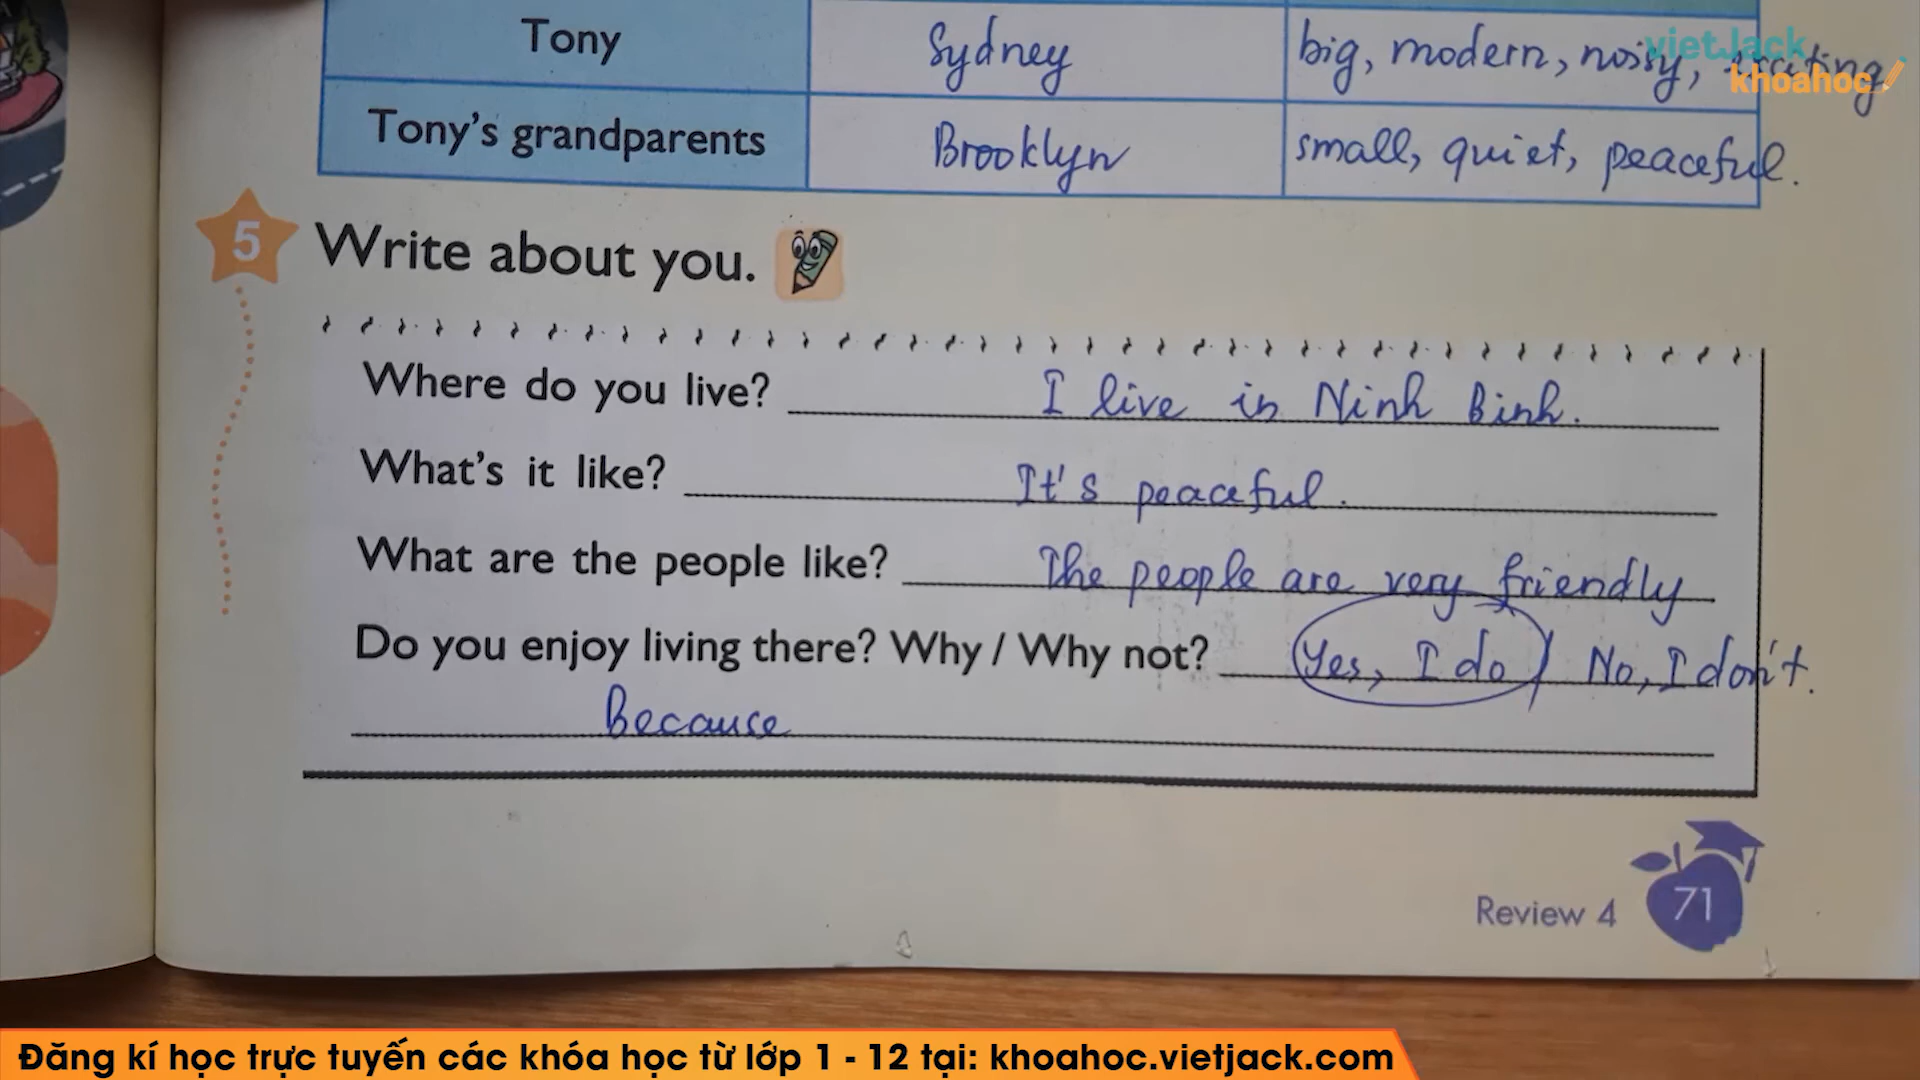 Tony Sydney big, modern, noisy, exciting
vietJack
khoahoc
Tony's grandparents Brooklyn small, quiet, peaceful.
5 Write about you.
Where do you live? I live in Ninh Binh.
What's it like? It's peaceful.
What are the people like? The people are very friendly
Do you enjoy living there? Why / Why not? Yes, I do / No, I don't.
Because
Review 4 71
Đăng kí học trực tuyến các khóa học từ lớp 1 - 12 tại: khoahoc.vietjack.com